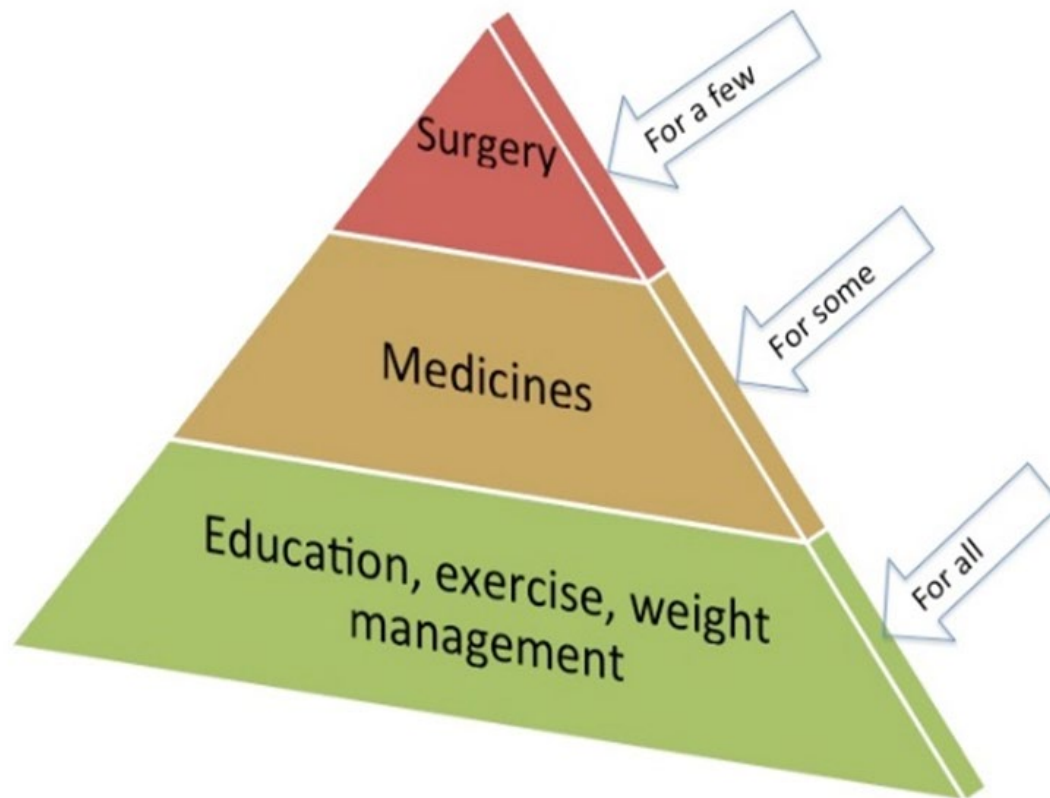 Surgery
For a few
Medicines
For some
Education, exercise, weight
management
For all